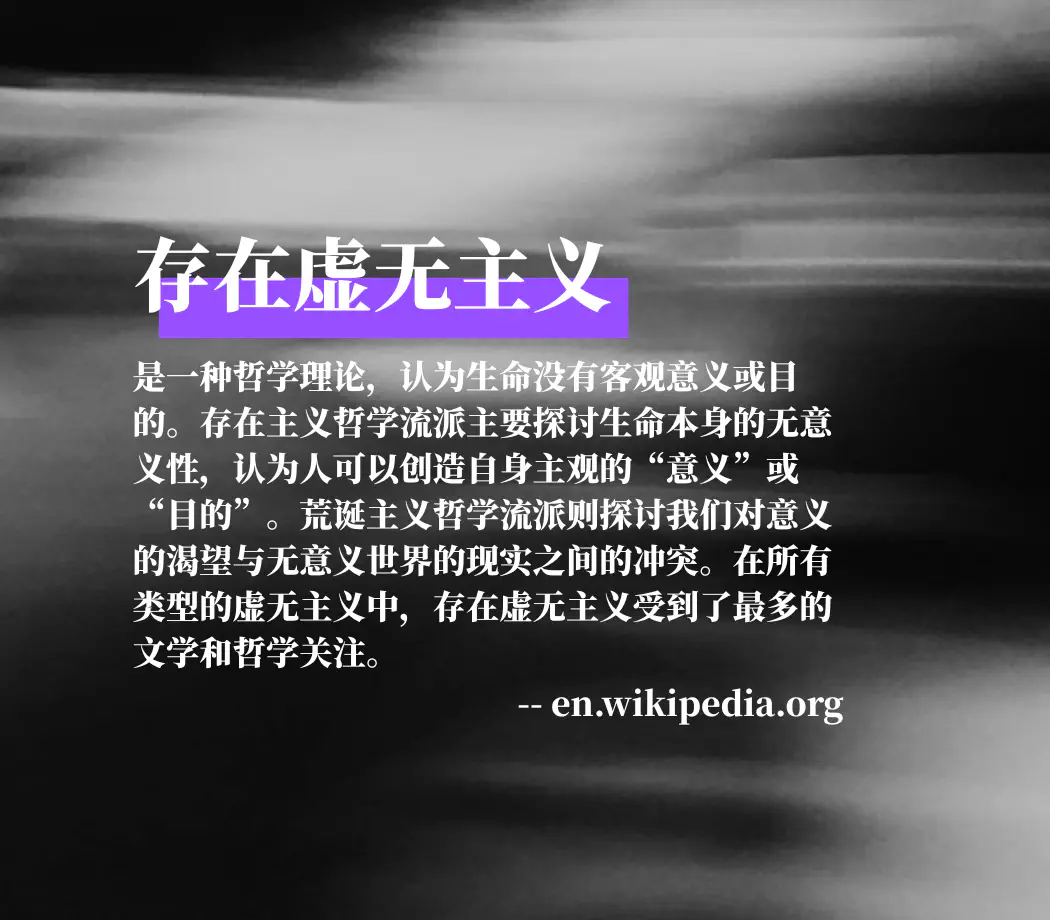 存在虚无主义
是一种哲学理论，认为生命没有客观意义或目
的。存在主义哲学流派主要探讨生命本身的无意
义性，认为人可以创造自身主观的“意义”或
“目的”。荒诞主义哲学流派则探讨我们对意义
的渴望与无意义世界的现实之间的冲突。在所有
类型的虚无主义中，存在虚无主义受到了最多的
文学和哲学关注。
-- en.wikipedia.org